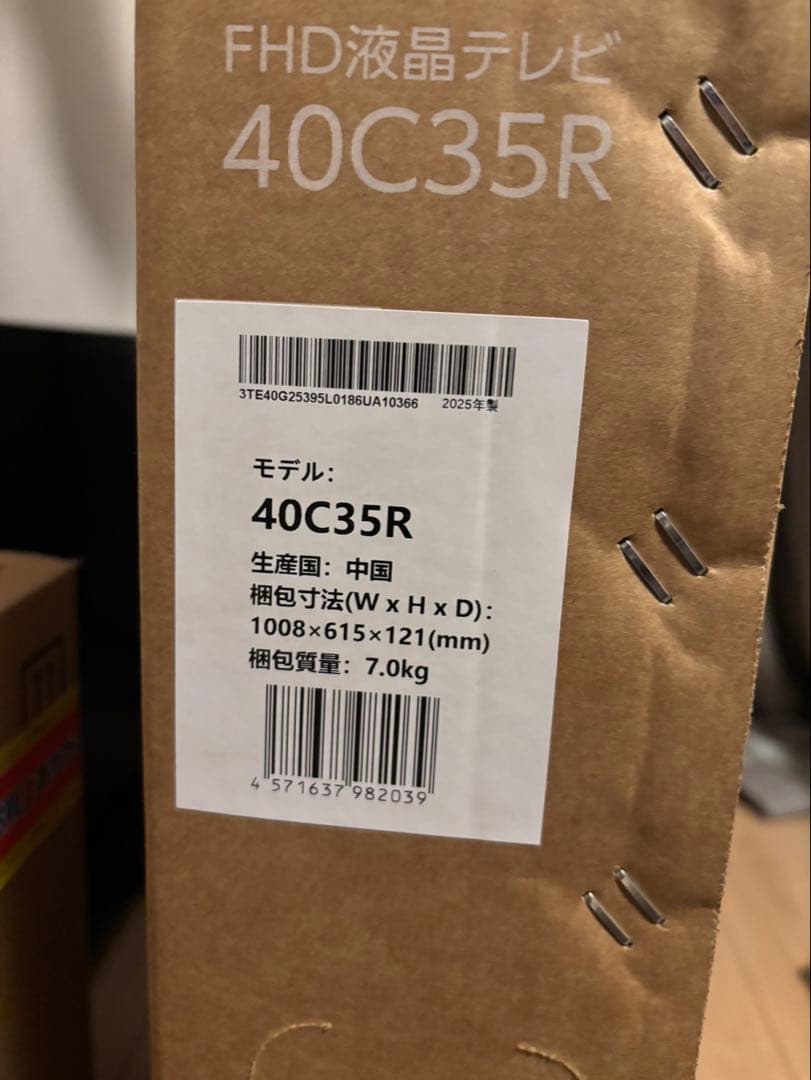 FHD液晶テレビ
40C35R
3TE40G25395L0186UA10366 2025年製
モデル:
40C35R
生産国: 中国
梱包寸法(W x H x D):
1008×615×121(mm)
梱包質量: 7.0kg
4 571637 982039